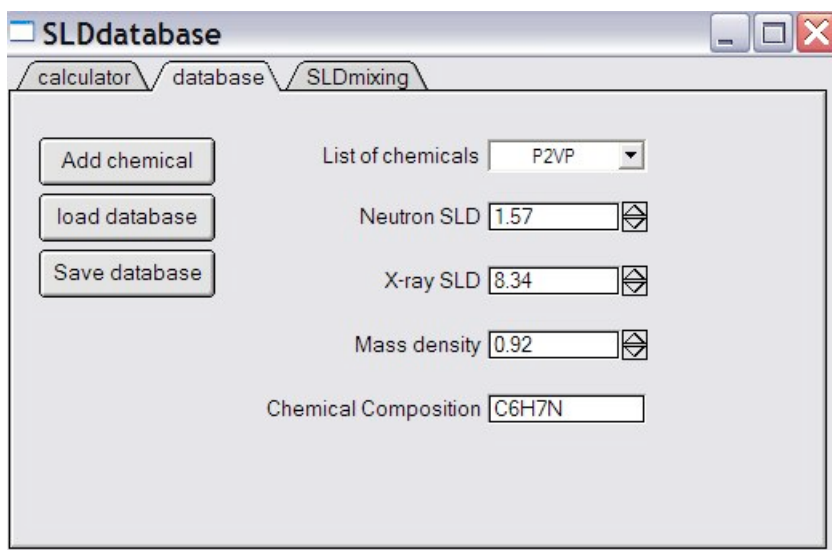 SLDdatabase
calculator database SLDmixing
Add chemical
load database
Save database
List of chemicals P2VP
Neutron SLD 1.57
X-ray SLD 8.34
Mass density 0.92
Chemical Composition C6H7N